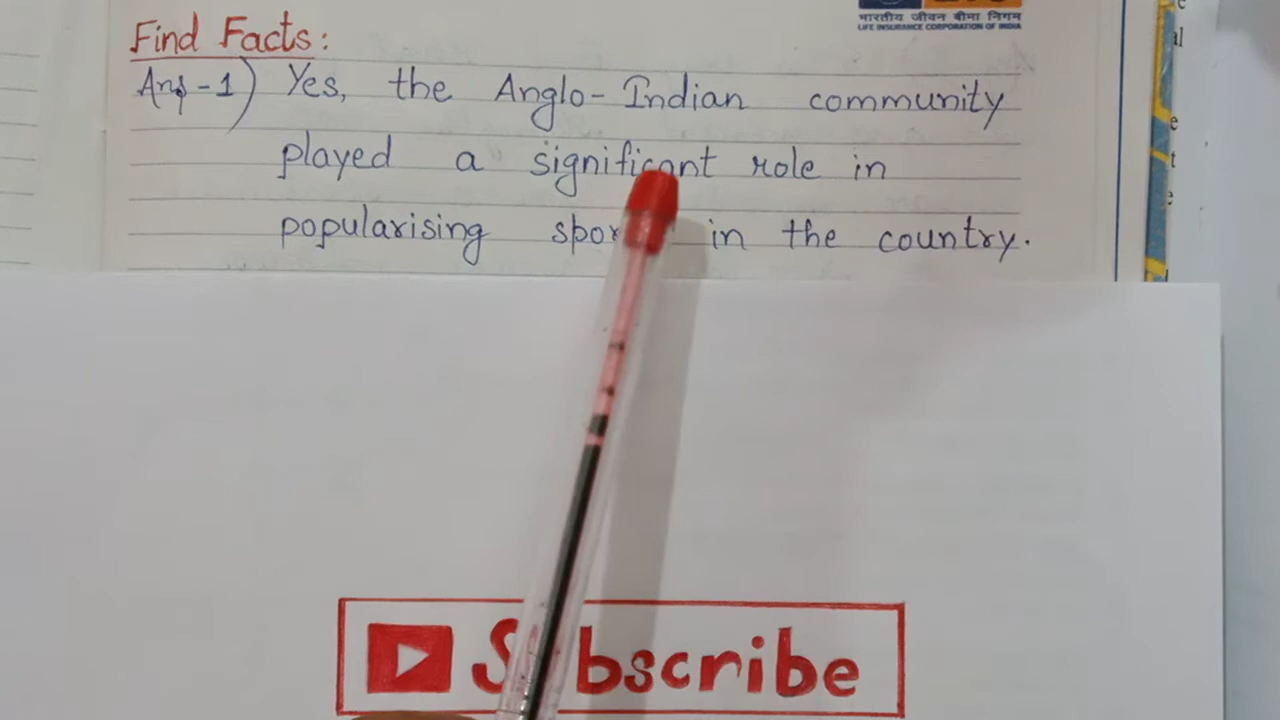 भारतीय जीवन बीमा निगम
LIFE INSURANCE CORPORATION OF INDIA
Find Facts:
Ans-1) Yes, the Anglo-Indian community
played a significant role in
popularising in the country.